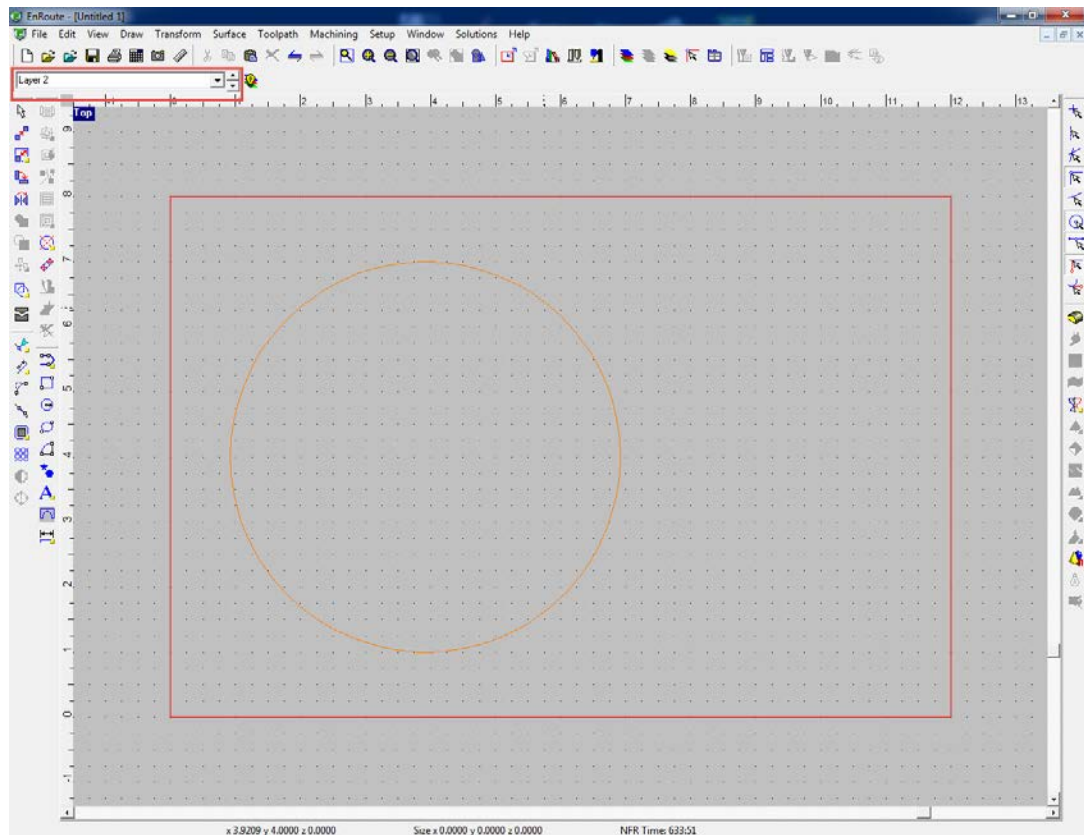 EnRoute - [Untitled 1]
File Edit View Draw Transform Surface Toolpath Machining Setup Window Solutions Help
Layer 2
0 1 2 3 4 5 6 7 8 9 10 11 12 13
Top
9
8
7
6
5
4
3
2
1
0
-1
x 3.9209 y 4.0000 z 0.0000 Size x 0.0000 y 0.0000 z 0.0000 NFR Time: 633:51